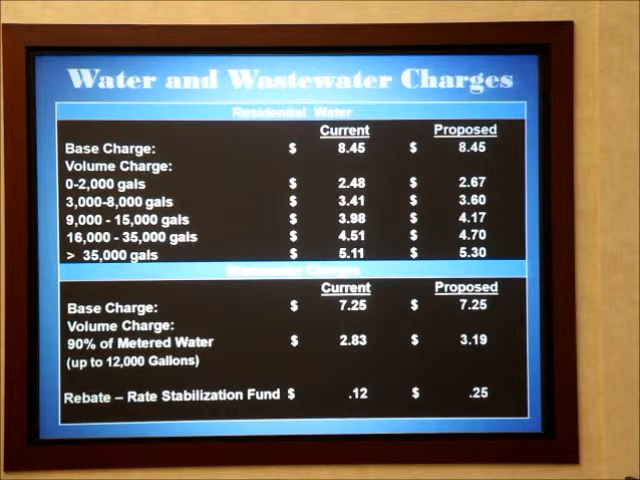 Water and Wastewater Charges
Residential Water
Current Proposed
Base Charge: $ 8.45 $ 8.45
Volume Charge:
0-2,000 gals $ 2.48 $ 2.67
3,000-8,000 gals $ 3.41 $ 3.60
9,000 - 15,000 gals $ 3.98 $ 4.17
16,000 - 35,000 gals $ 4.51 $ 4.70
> 35,000 gals $ 5.11 $ 5.30
Wastewater Charges
Current Proposed
Base Charge: $ 7.25 $ 7.25
Volume Charge:
90% of Metered Water $ 2.83 $ 3.19
(up to 12,000 Gallons)
Rebate – Rate Stabilization Fund $ .12 $ .25